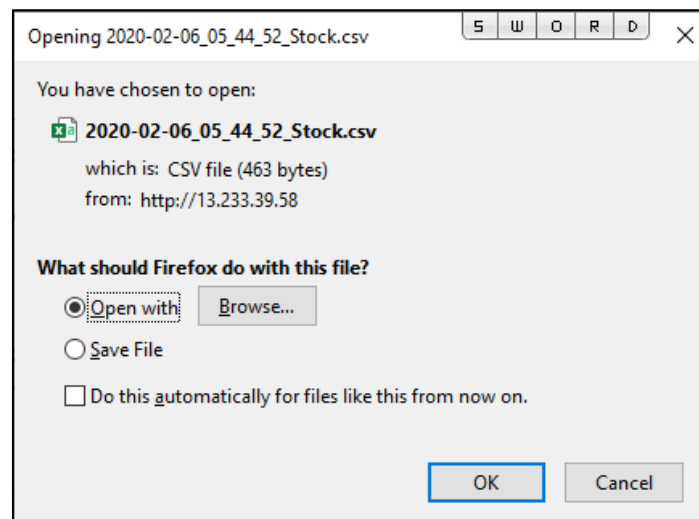 Opening 2020-02-06_05_44_52_Stock.csv
S W O R D
You have chosen to open:
2020-02-06_05_44_52_Stock.csv
which is: CSV file (463 bytes)
from: http://13.233.39.58
What should Firefox do with this file?
Open with
Browse...
Save File
Do this automatically for files like this from now on.
OK
Cancel